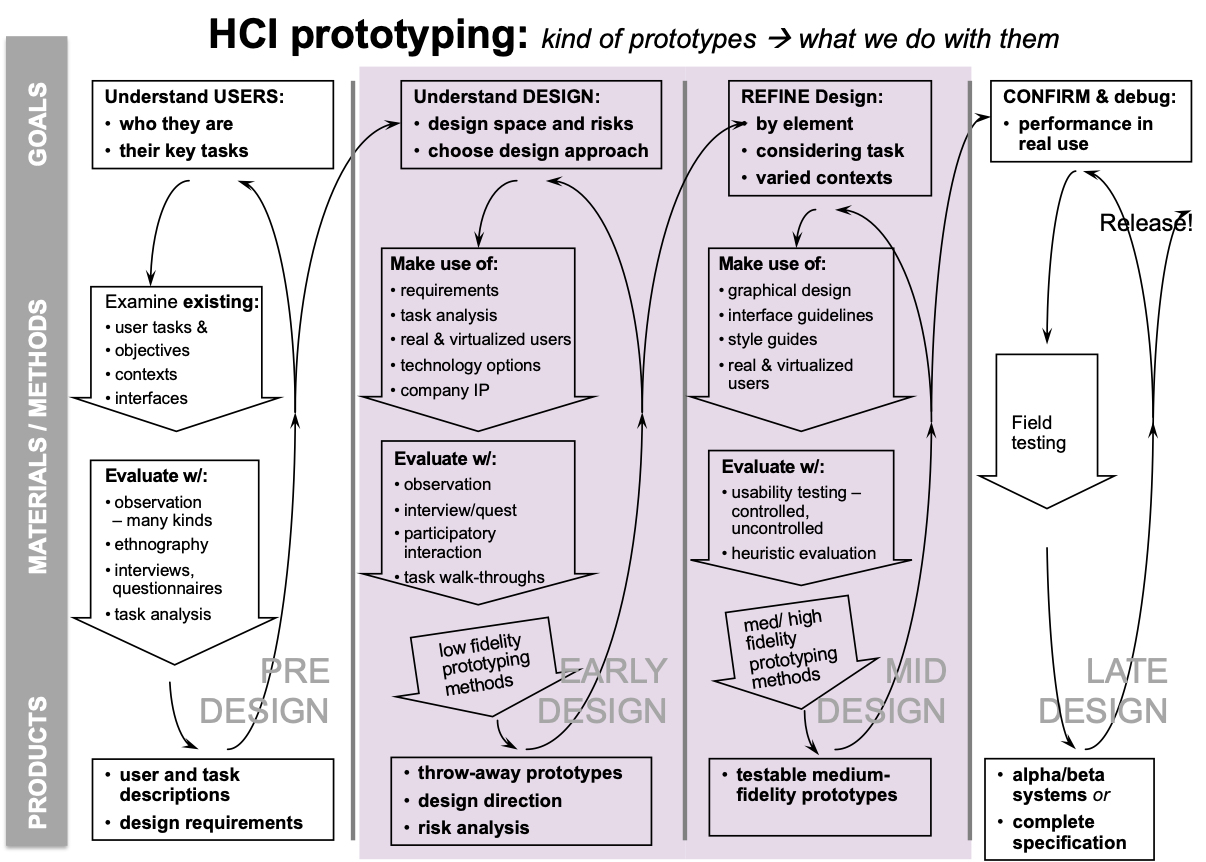 HCI prototyping: kind of prototypes → what we do with them
GOALS
MATERIALS / METHODS
PRODUCTS
Understand USERS:
• who they are
• their key tasks
Examine existing:
• user tasks &
• objectives
• contexts
• interfaces
Evaluate w/:
• observation
– many kinds
• ethnography
• interviews,
questionnaires
• task analysis
PRE
DESIGN
• user and task
descriptions
• design requirements
Understand DESIGN:
• design space and risks
• choose design approach
Make use of:
• requirements
• task analysis
• real & virtualized users
• technology options
• company IP
Evaluate w/:
• observation
• interview/quest
• participatory
interaction
• task walk-throughs
low fidelity
prototyping
methods
EARLY
DESIGN
• throw-away prototypes
• design direction
• risk analysis
REFINE Design:
• by element
• considering task
• varied contexts
Make use of:
• graphical design
• interface guidelines
• style guides
• real & virtualized
users
Evaluate w/:
• usability testing –
controlled,
uncontrolled
• heuristic evaluation
med/ high
fidelity
prototyping
methods
MID
DESIGN
• testable medium-
fidelity prototypes
CONFIRM & debug:
• performance in
real use
Release!
Field
testing
LATE
DESIGN
• alpha/beta
systems or
• complete
specification